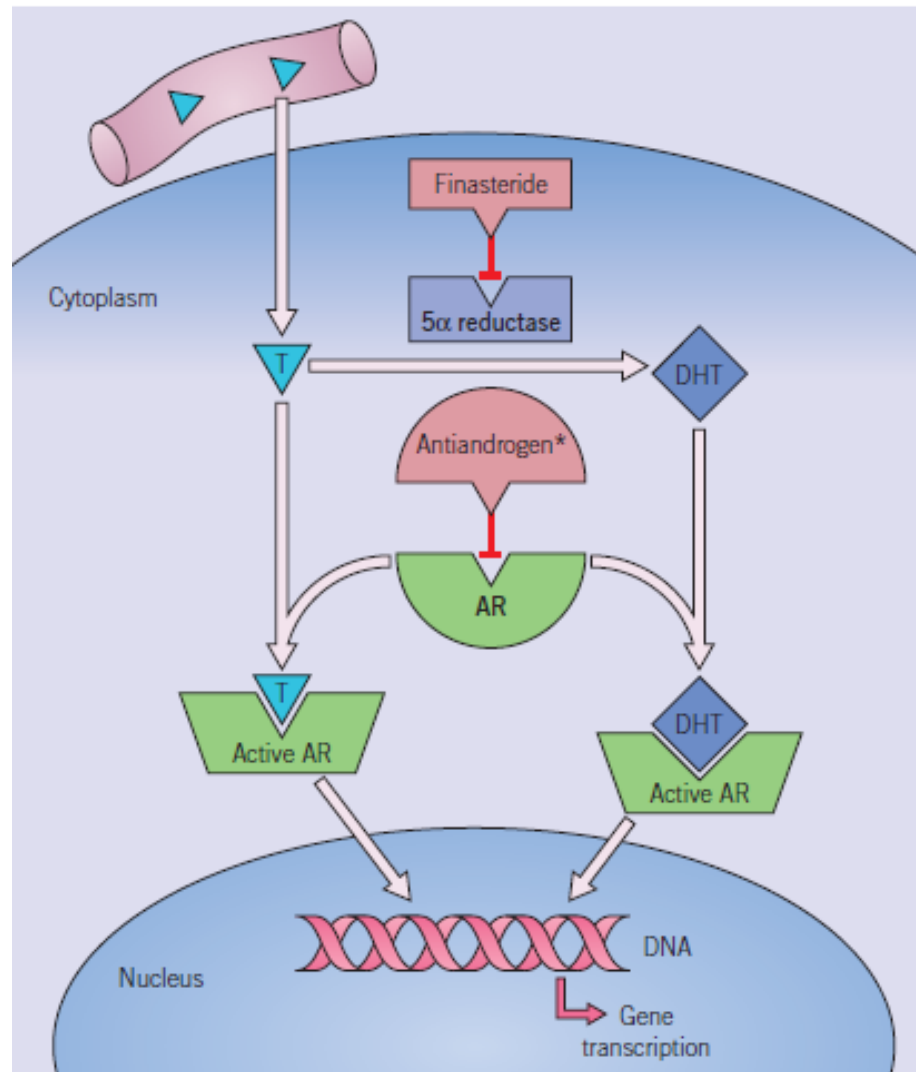 Finasteride
Cytoplasm
5α reductase
T
DHT
Antiandrogen*
AR
T
Active AR
DHT
Active AR
DNA
Nucleus
Gene
transcription